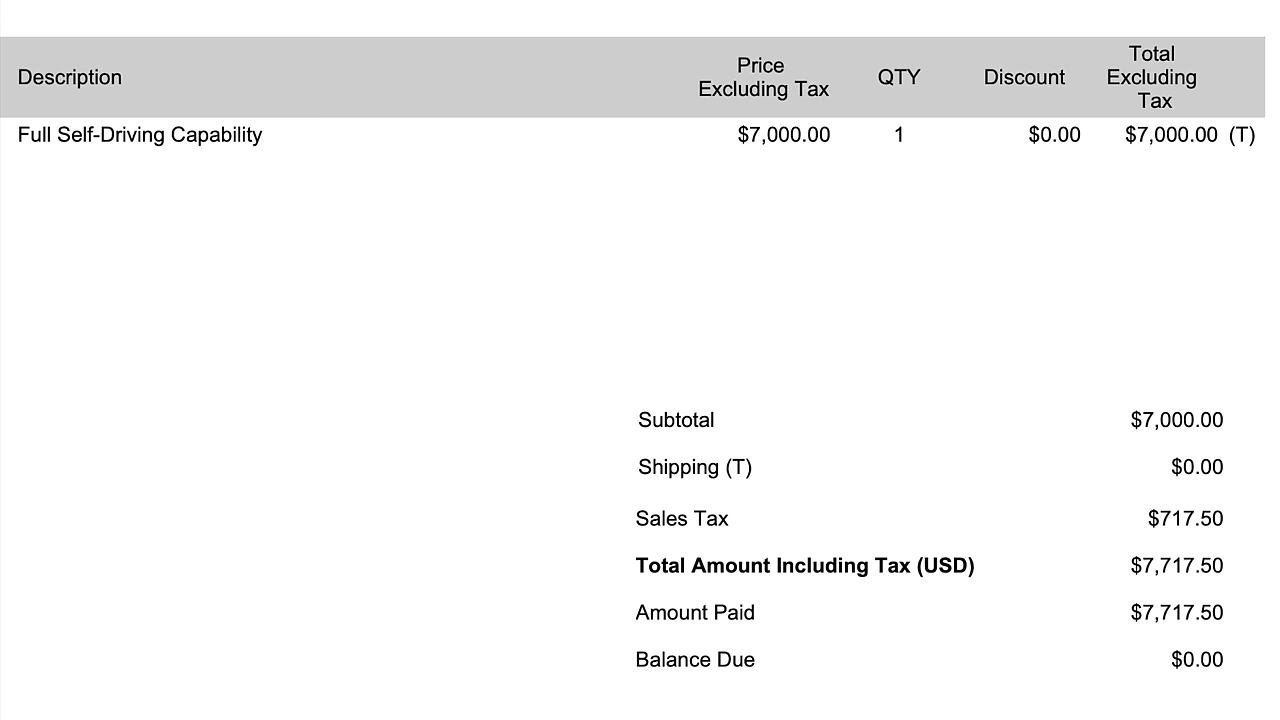 Description Price Excluding Tax QTY Discount Total Excluding Tax
Full Self-Driving Capability $7,000.00 1 $0.00 $7,000.00 (T)
Subtotal $7,000.00
Shipping (T) $0.00
Sales Tax $717.50
Total Amount Including Tax (USD) $7,717.50
Amount Paid $7,717.50
Balance Due $0.00